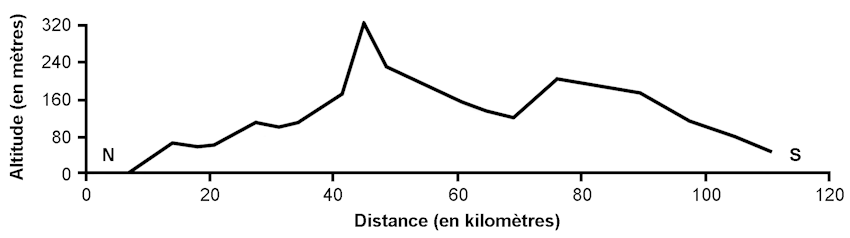 Altitude (en mètres)
320
240
160
80
0
N
S
0 20 40 60 80 100 120
Distance (en kilomètres)